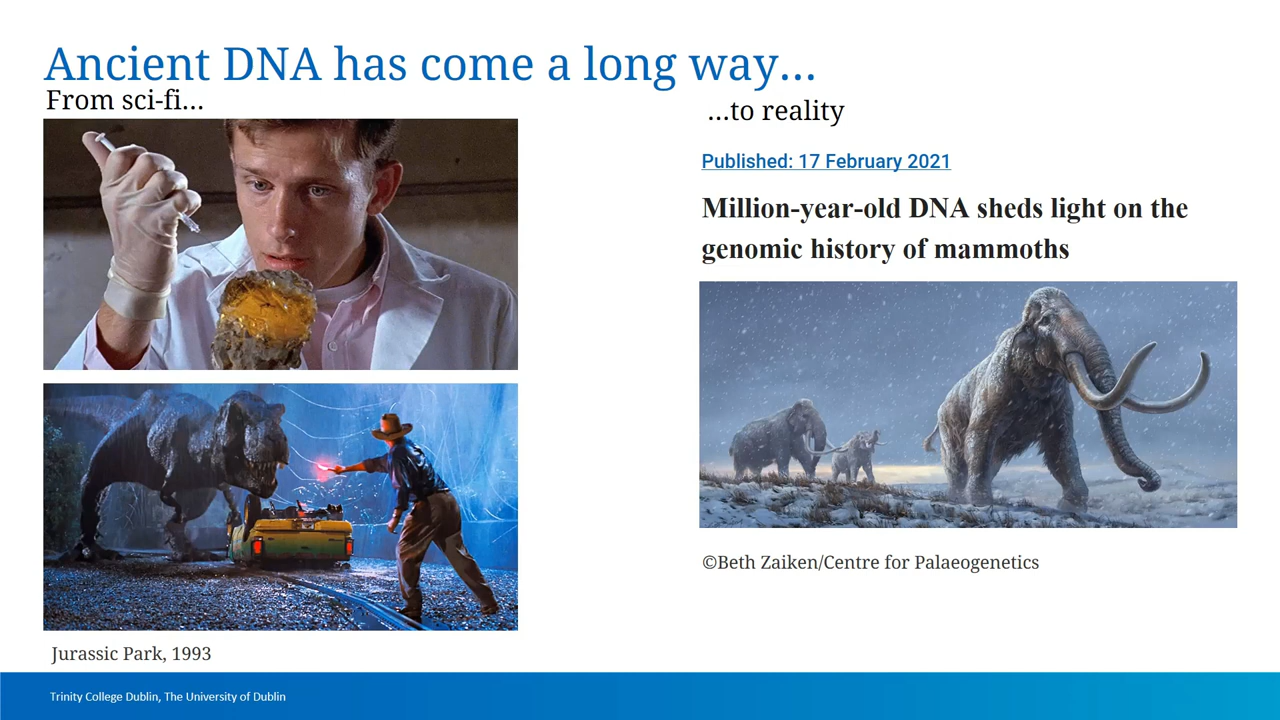 Ancient DNA has come a long way...
From sci-fi...
Jurassic Park, 1993
...to reality
Published: 17 February 2021
Million-year-old DNA sheds light on the
genomic history of mammoths
©Beth Zaiken/Centre for Palaeogenetics
Trinity College Dublin, The University of Dublin